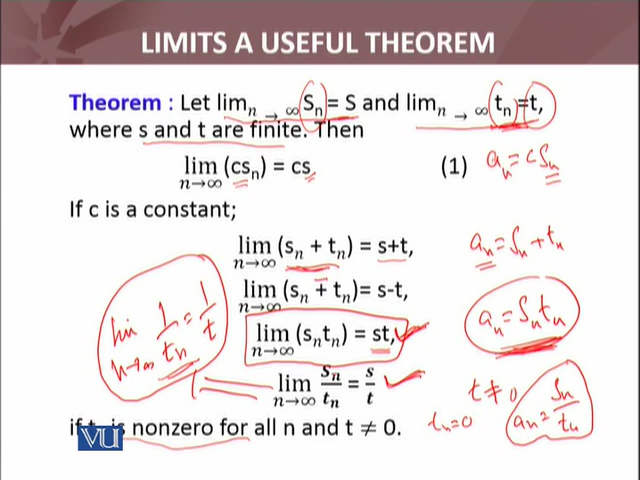 LIMITS A USEFUL THEOREM
Theorem : Let lim n → ∞ Sn = S and lim n → ∞ tn = t,
where s and t are finite. Then
lim n→∞ (csn) = cs, (1) an = c Sn
If c is a constant;
lim n→∞ (sn + tn) = s+t, an = Sn + tn
lim n→∞ (sn - tn)= s-t,
lim n→∞ 1/tn = 1/t
lim n→∞ (sntn) = st, an = Sn tn
lim n→∞ sn/tn = s/t t ≠ 0
if tn is nonzero for all n and t ≠ 0. tn=0 an = Sn/tn
VU